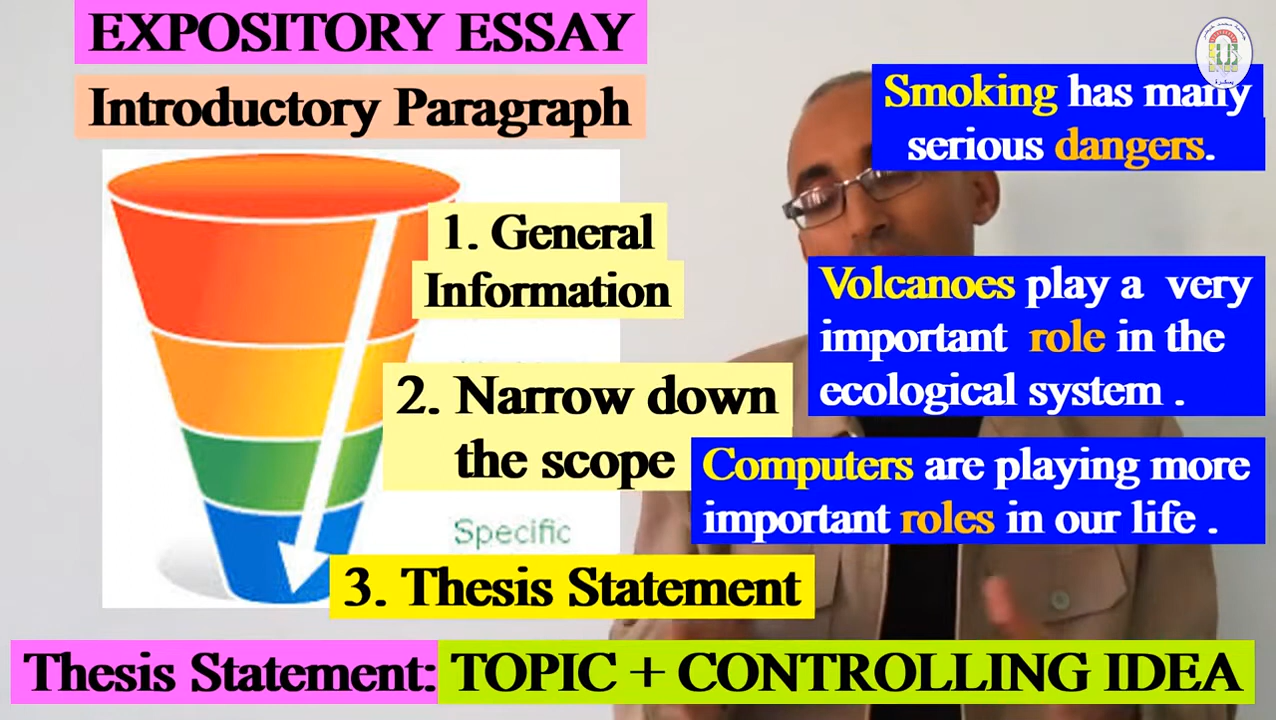 EXPOSITORY ESSAY
Introductory Paragraph
1. General
Information
2. Narrow down
the scope
Specific
3. Thesis Statement
Smoking has many
serious dangers.
Volcanoes play a very
important role in the
ecological system .
Computers are playing more
important roles in our life .
Thesis Statement: TOPIC + CONTROLLING IDEA